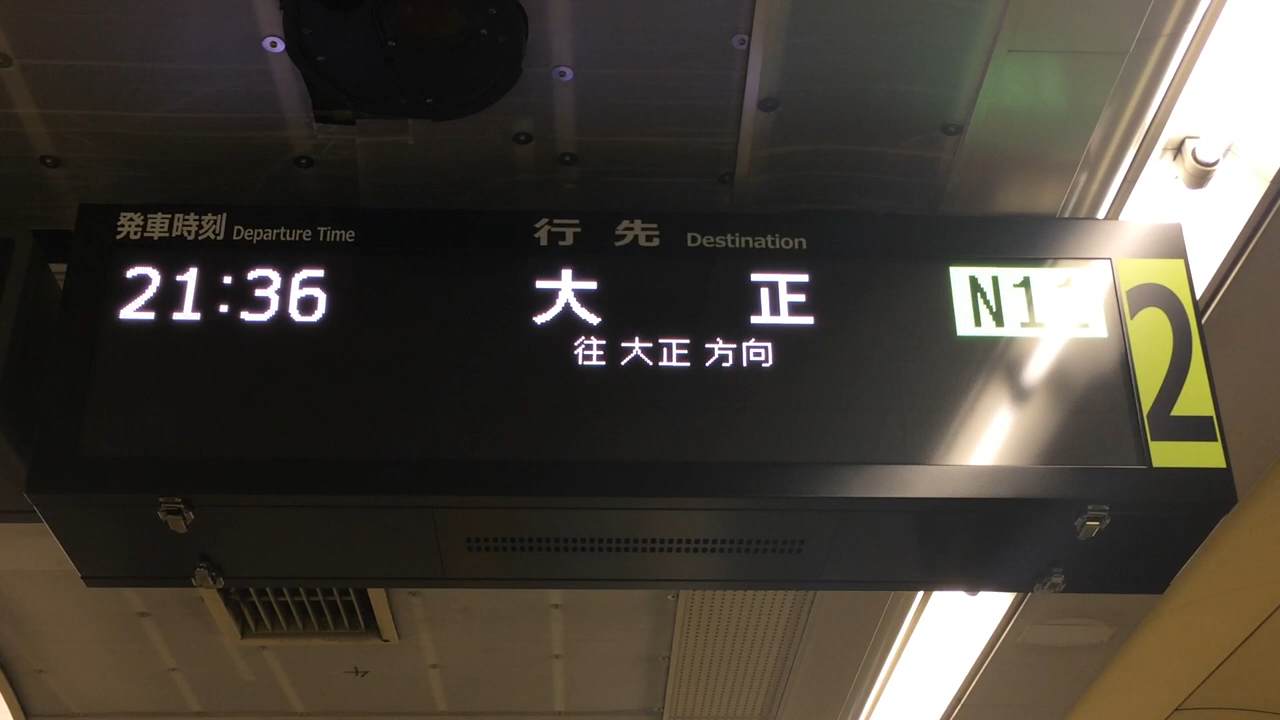 発車時刻 Departure Time 行先 Destination
21:36 大正 N11 2
往 大正 方向